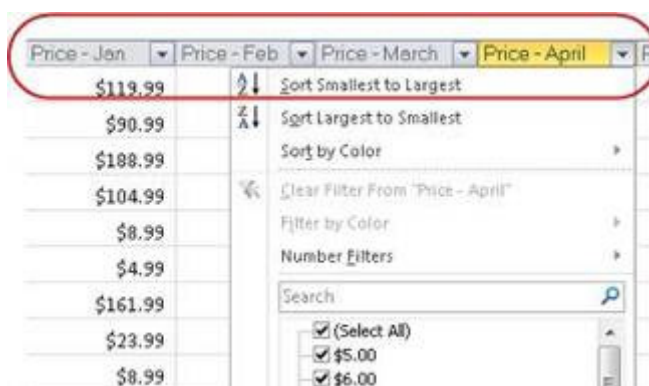 Price - Jan Price - Feb Price - March Price - April
$119.99
Sort Smallest to Largest
$90.99
Sort Largest to Smallest
$188.99
Sort by Color
$104.99
Clear Filter From "Price - April"
$8.99
Filter by Color
$4.99
Number Filters
$161.99
Search
$23.99
(Select All)
$5.00
$8.99
$6.00